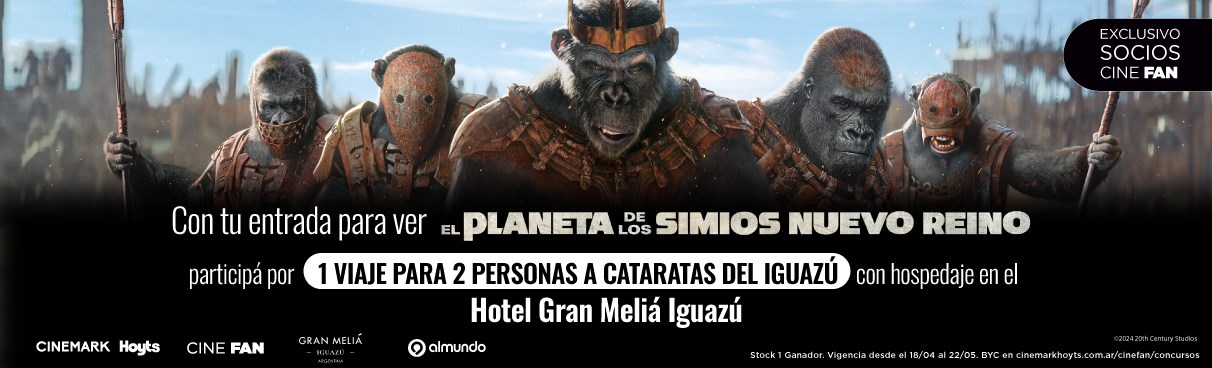 EXCLUSIVO
SOCIOS
CINE FAN
Con tu entrada para ver EL PLANETA DE LOS SIMIOS NUEVO REINO
participá por 1 VIAJE PARA 2 PERSONAS A CATARATAS DEL IGUAZÚ con hospedaje en el
Hotel Gran Meliá Iguazú
CINEMARK Hoyts CINE FAN
GRAN MELIÁ
– IGUAZÚ –
ARGENTINA
almundo
©2024 20th Century Studios
Stock 1 Ganador. Vigencia desde el 18/04 al 22/05. BYC en cinemarkhoyts.com.ar/cinefan/concursos